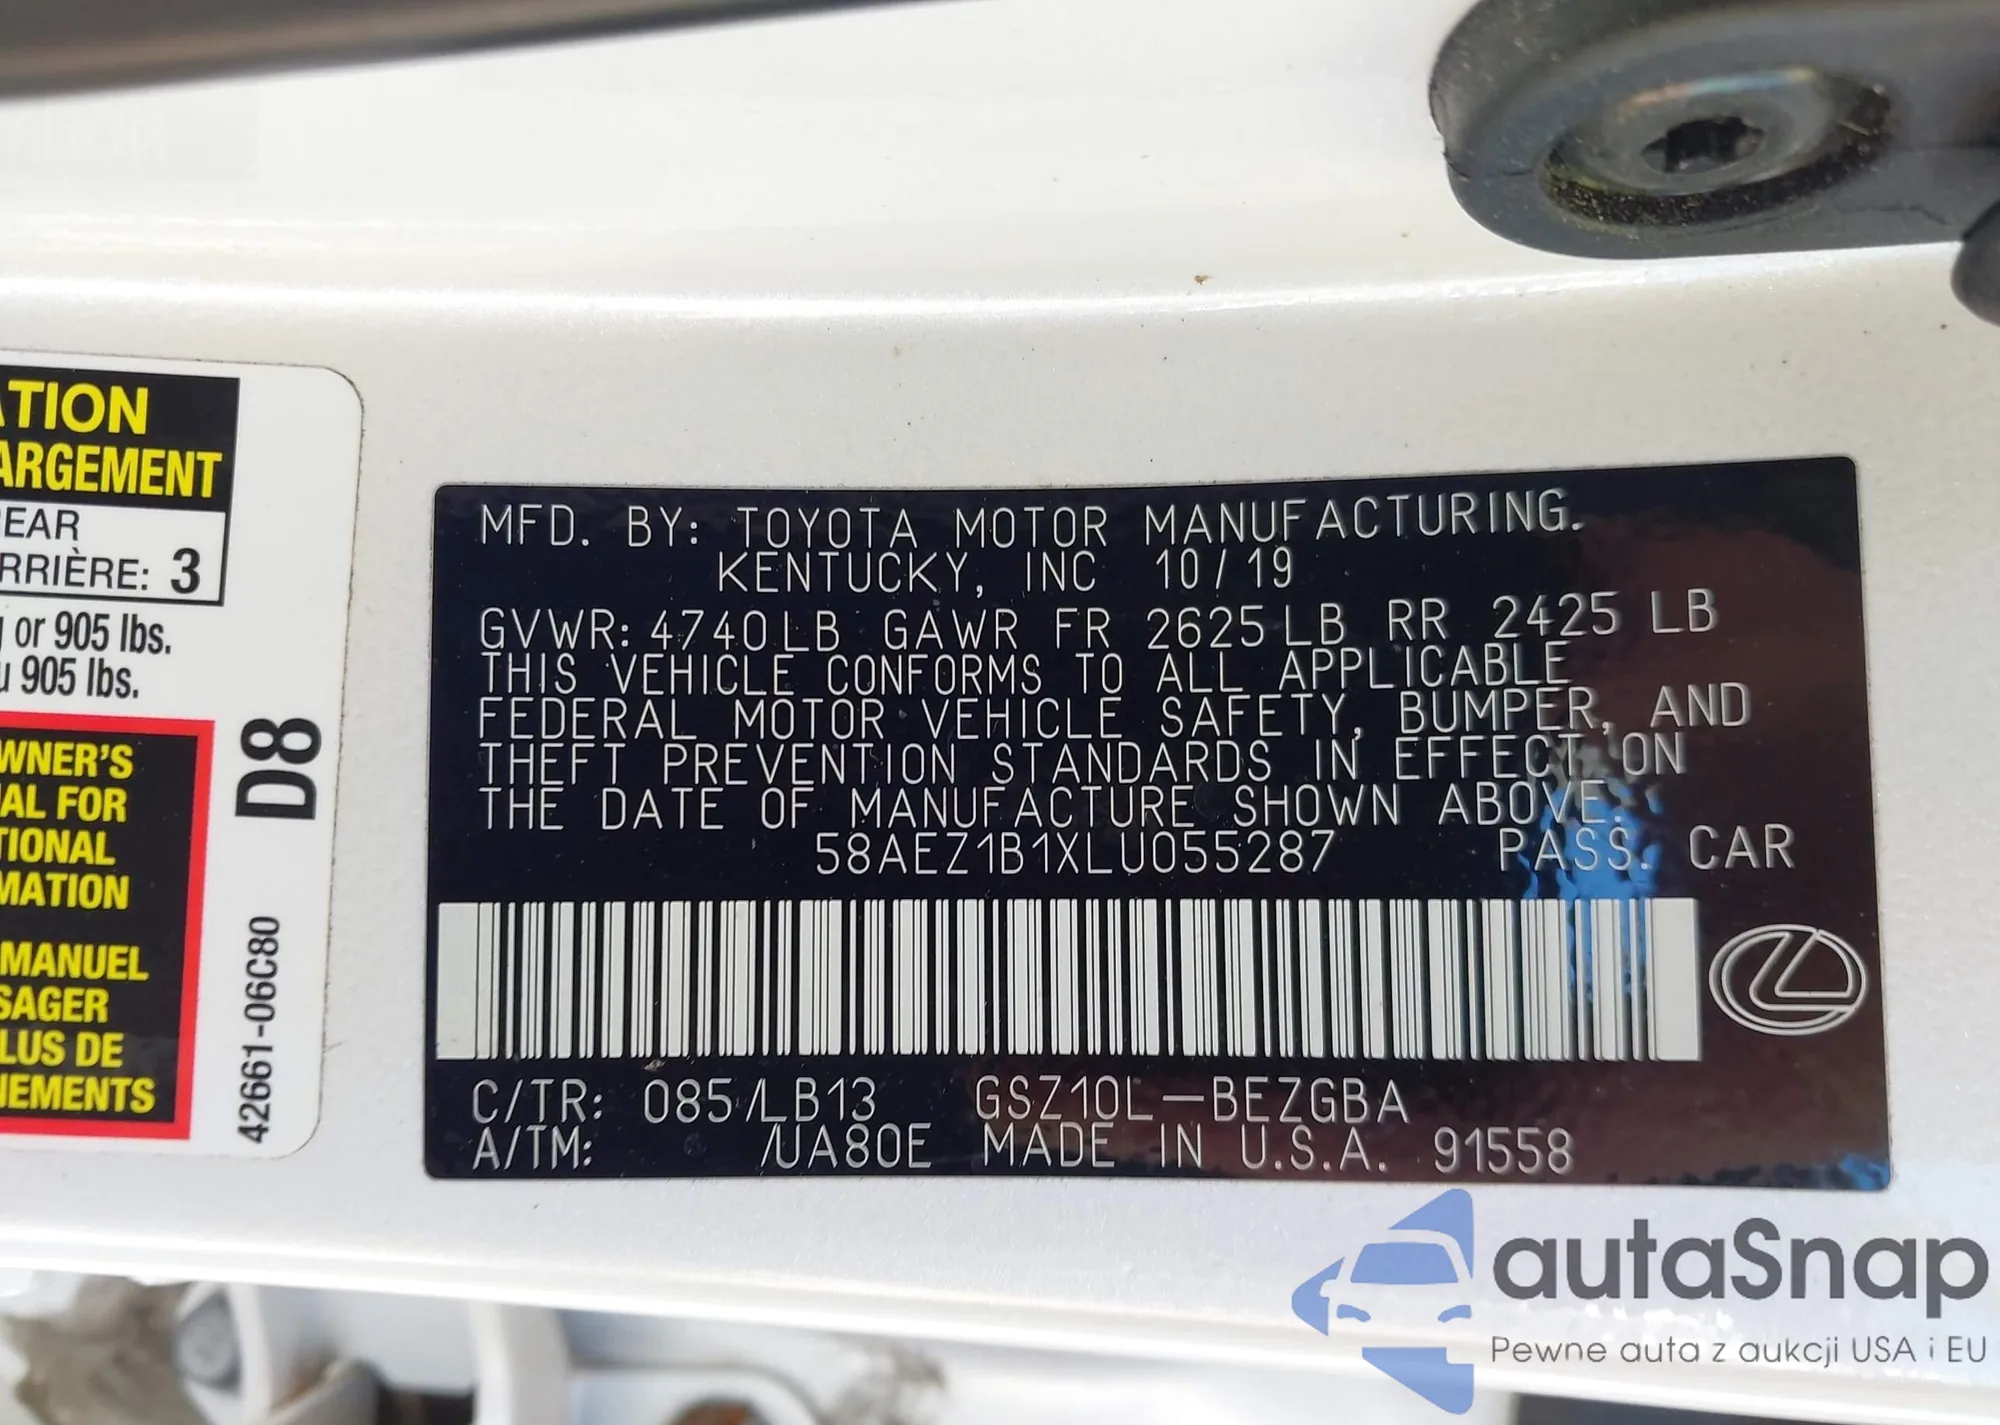 ATION
ARGEMENT
REAR
RRIÈRE: 3
or 905 lbs.
u 905 lbs.
WNER'S
AL FOR
TIONAL
MATION
MANUEL
SAGER
LUS DE
NEMENTS
D8
42661-06C80
MFD. BY: TOYOTA MOTOR MANUFACTURING.
KENTUCKY, INC 10/19
GVWR: 4740LB GAWR FR 2625LB RR 2425 LB
THIS VEHICLE CONFORMS TO ALL APPLICABLE
FEDERAL MOTOR VEHICLE SAFETY, BUMPER, AND
THEFT PREVENTION STANDARDS IN EFFECT ON
THE DATE OF MANUFACTURE SHOWN ABOVE.
58AEZ1B1XLU055287 PASS. CAR
C/TR: 085/LB13 GSZ10L-BEZGBA
A/TM: /UA80E MADE IN U.S.A. 91558
autaSnap
Pewne auta z aukcji USA i EU